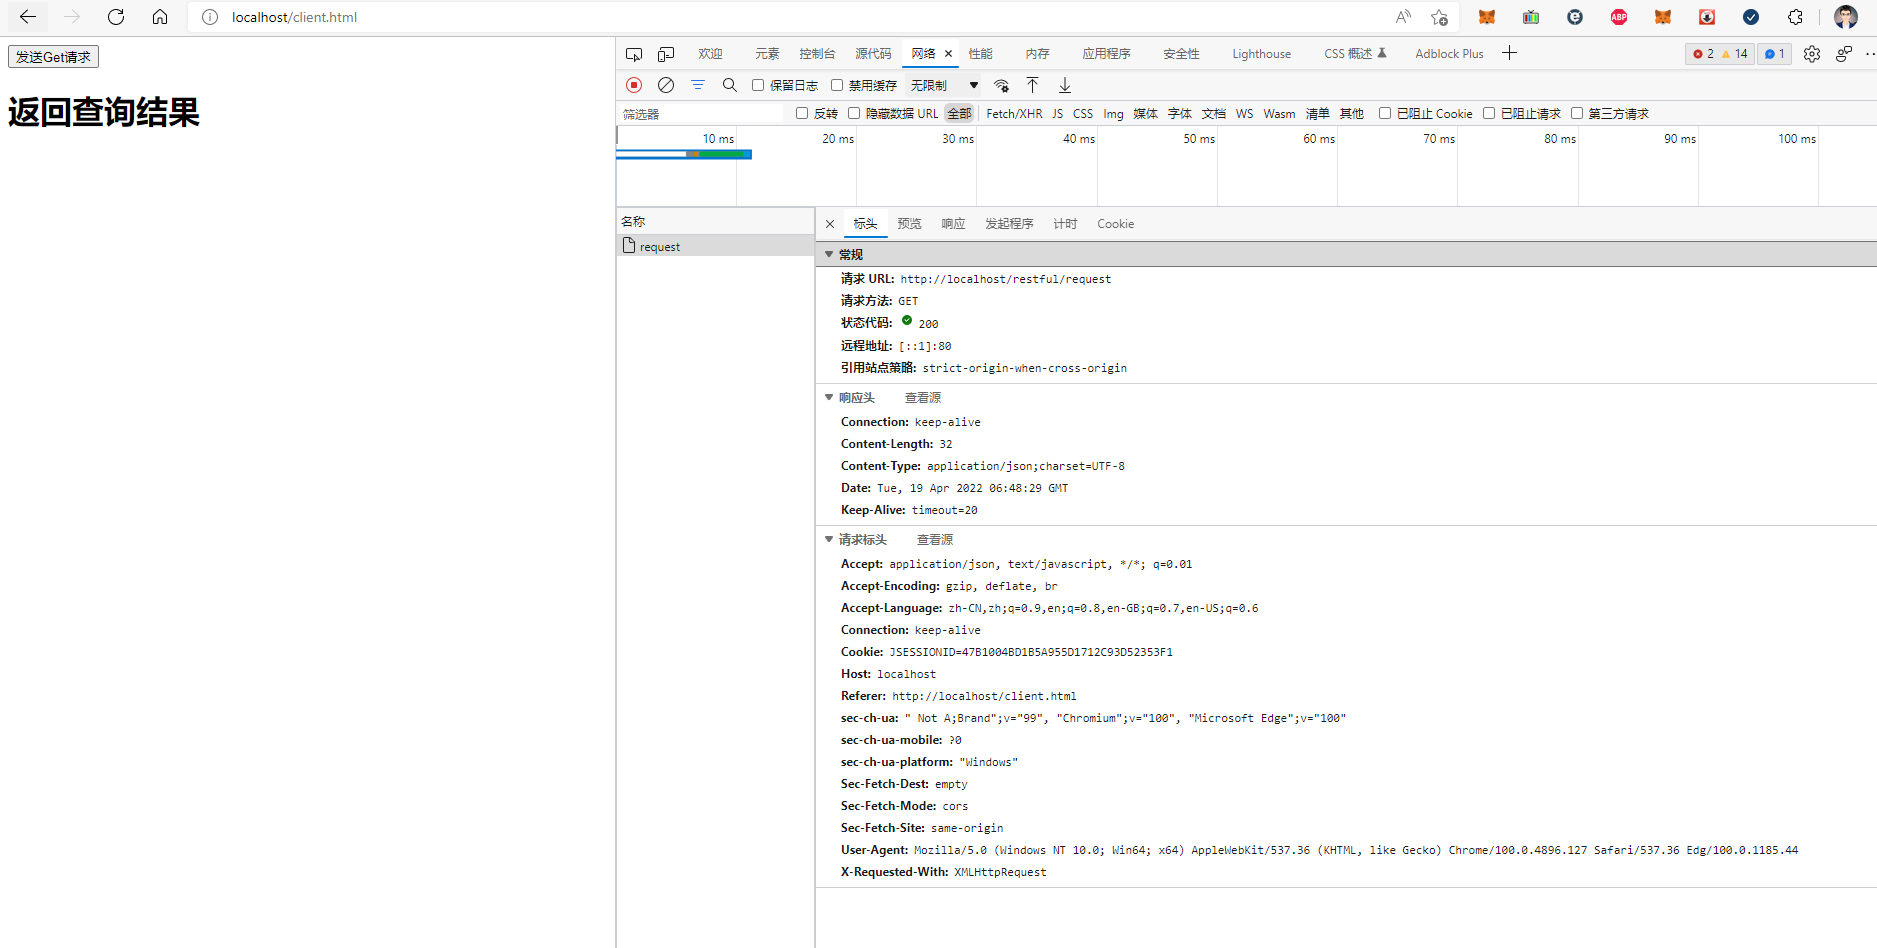 localhost/client.html
发送Get请求
返回查询结果
欢迎 元素 控制台 源代码 网络 性能 内存 应用程序 安全性 Lighthouse CSS 概述 Adblock Plus 2 14 1
保留日志 禁用缓存 无限制
筛选器 反转 隐藏数据 URL 全部 Fetch/XHR JS CSS Img 媒体 字体 文档 WS Wasm 清单 其他 已阻止 Cookie 已阻止请求 第三方请求
10 ms 20 ms 30 ms 40 ms 50 ms 60 ms 70 ms 80 ms 90 ms 100 ms
名称
request
标头 预览 响应 发起程序 计时 Cookie
常规
请求 URL: http://localhost/restful/request
请求方法: GET
状态代码: 200
远程地址: [::1]:80
引用站点策略: strict-origin-when-cross-origin
响应头 查看源
Connection: keep-alive
Content-Length: 32
Content-Type: application/json;charset=UTF-8
Date: Tue, 19 Apr 2022 06:48:29 GMT
Keep-Alive: timeout=20
请求标头 查看源
Accept: application/json, text/javascript, */*; q=0.01
Accept-Encoding: gzip, deflate, br
Accept-Language: zh-CN,zh;q=0.9,en;q=0.8,en-GB;q=0.7,en-US;q=0.6
Connection: keep-alive
Cookie: JSESSIONID=47B1004BD1B5A955D1712C93D52353F1
Host: localhost
Referer: http://localhost/client.html
sec-ch-ua: " Not A;Brand";v="99", "Chromium";v="100", "Microsoft Edge";v="100"
sec-ch-ua-mobile: ?0
sec-ch-ua-platform: "Windows"
Sec-Fetch-Dest: empty
Sec-Fetch-Mode: cors
Sec-Fetch-Site: same-origin
User-Agent: Mozilla/5.0 (Windows NT 10.0; Win64; x64) AppleWebKit/537.36 (KHTML, like Gecko) Chrome/100.0.4896.127 Safari/537.36 Edg/100.0.1185.44
X-Requested-With: XMLHttpRequest